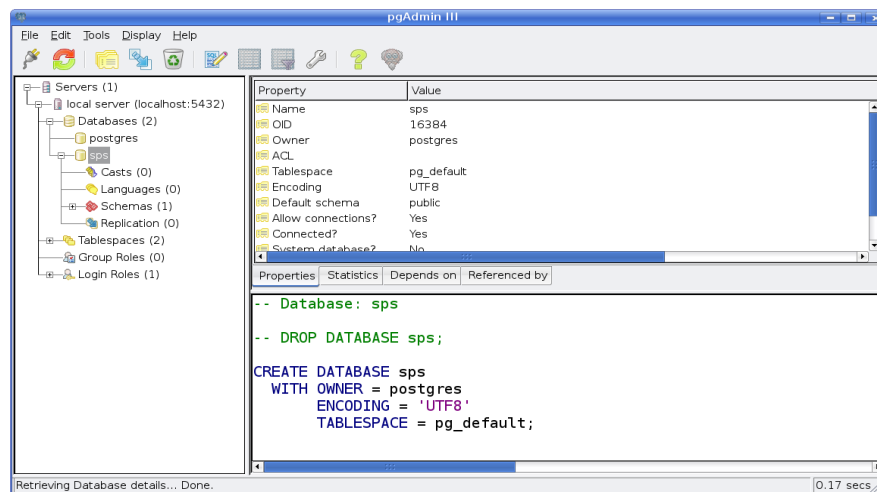 pgAdmin III
File Edit Tools Display Help
Servers (1)
local server (localhost:5432)
Databases (2)
postgres
sps
Casts (0)
Languages (0)
Schemas (1)
Replication (0)
Tablespaces (2)
Group Roles (0)
Login Roles (1)
Property Value
Name sps
OID 16384
Owner postgres
ACL
Tablespace pg_default
Encoding UTF8
Default schema public
Allow connections? Yes
Connected? Yes
System database? No
Properties Statistics Depends on Referenced by
-- Database: sps
-- DROP DATABASE sps;
CREATE DATABASE sps
WITH OWNER = postgres
ENCODING = 'UTF8'
TABLESPACE = pg_default;
Retrieving Database details... Done. 0.17 secs